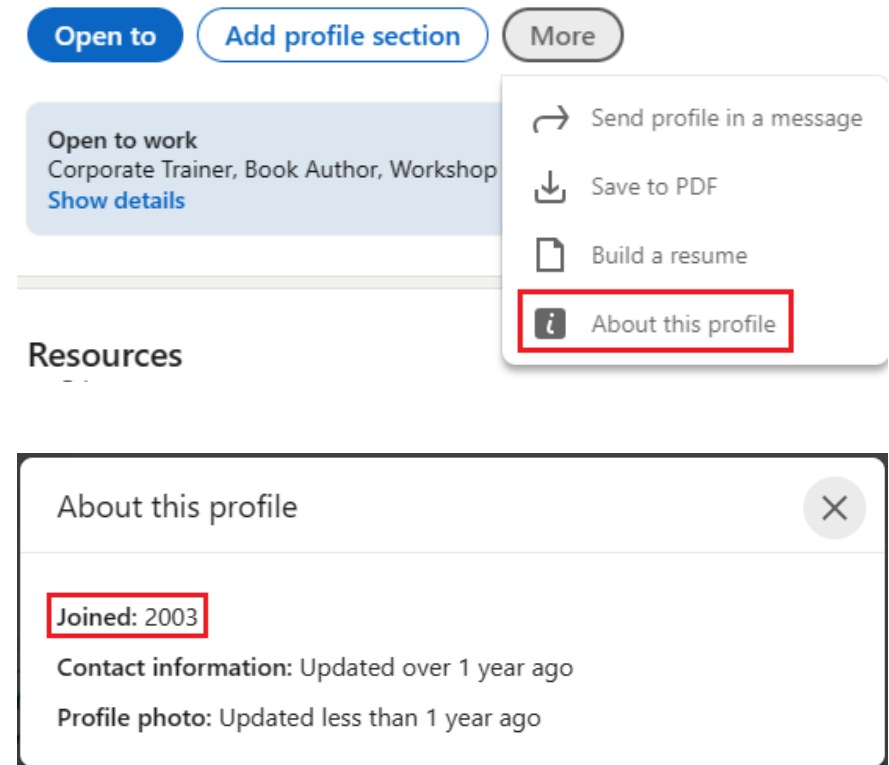 Open to Add profile section More
Send profile in a message
Open to work
Corporate Trainer, Book Author, Workshop
Show details
Save to PDF
Build a resume
About this profile
Resources
About this profile
Joined: 2003
Contact information: Updated over 1 year ago
Profile photo: Updated less than 1 year ago